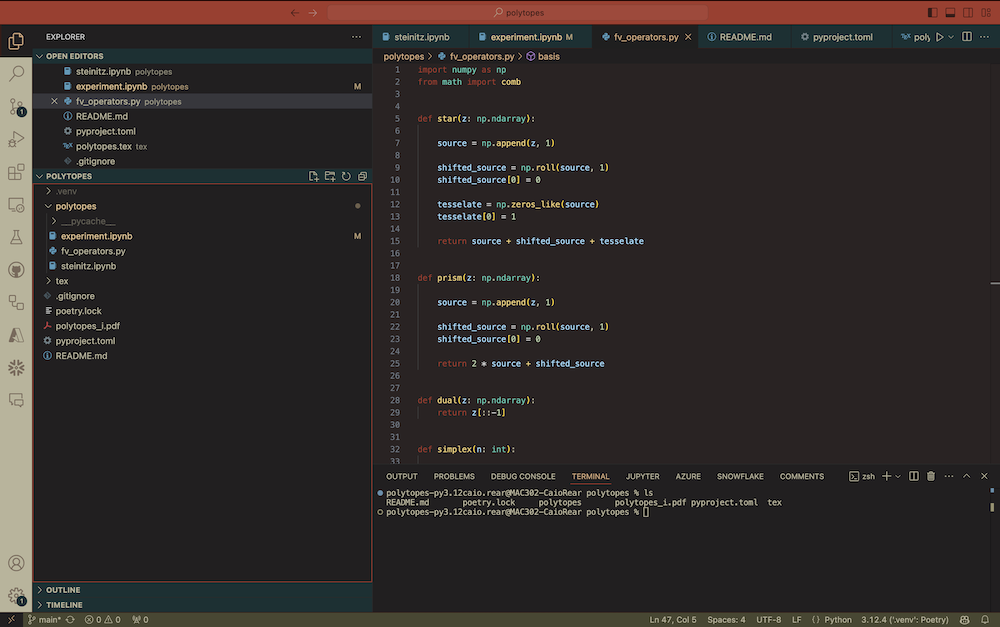 polytopes
EXPLORER
OPEN EDITORS
steinitz.ipynb polytopes
experiment.ipynb polytopes M
fv_operators.py polytopes
README.md
pyproject.toml
polytopes.tex tex
.gitignore
POLYTOPES
.venv
polytopes
__pycache__
experiment.ipynb M
fv_operators.py
steinitz.ipynb
tex
.gitignore
poetry.lock
polytopes_i.pdf
pyproject.toml
README.md
OUTLINE
TIMELINE
1
1
steinitz.ipynb experiment.ipynb M fv_operators.py README.md pyproject.toml TeX poly
polytopes > fv_operators.py > basis
1 import numpy as np
2 from math import comb
3
4
5 def star(z: np.ndarray):
6
7 source = np.append(z, 1)
8
9 shifted_source = np.roll(source, 1)
10 shifted_source[0] = 0
11
12 tesselate = np.zeros_like(source)
13 tesselate[0] = 1
14
15 return source + shifted_source + tesselate
16
17
18 def prism(z: np.ndarray):
19
20 source = np.append(z, 1)
21
22 shifted_source = np.roll(source, 1)
23 shifted_source[0] = 0
24
25 return 2 * source + shifted_source
26
27
28 def dual(z: np.ndarray):
29 return z[::-1]
30
31
32 def simplex(n: int):
33
OUTPUT PROBLEMS DEBUG CONSOLE TERMINAL JUPYTER AZURE SNOWFLAKE COMMENTS zsh
polytopes-py3.12caio.rear@MAC302-CaioRear polytopes % ls
README.md poetry.lock polytopes polytopes_i.pdf pyproject.toml tex
polytopes-py3.12caio.rear@MAC302-CaioRear polytopes %
main* 0 0 0 Ln 47, Col 5 Spaces: 4 UTF-8 LF Python 3.12.4 ('.venv': Poetry)